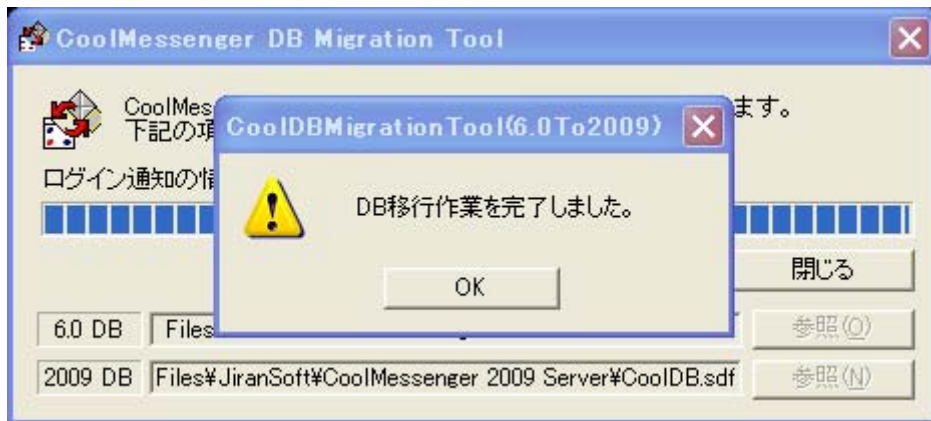 CoolMessenger DB Migration Tool
CoolMes ます。
下記の項
CoolDBMigrationTool(6.0To2009)
ログイン通知の情
DB移行作業を完了しました。
OK
閉じる
6.0 DB Files 参照(O)
2009 DB Files¥JiranSoft¥CoolMessenger 2009 Server¥CoolDB.sdf 参照(N)